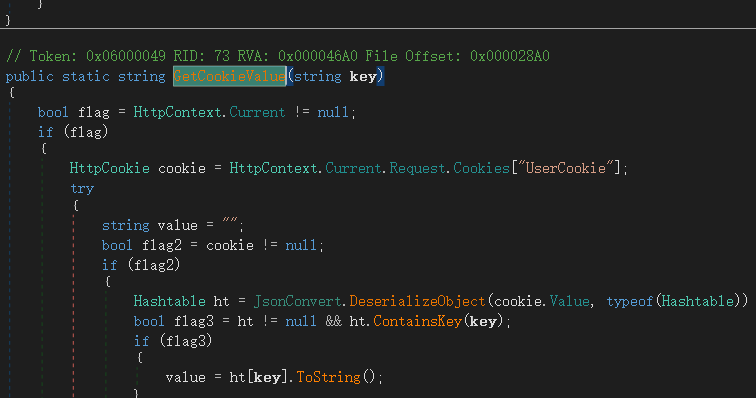 }
}
// Token: 0x06000049 RID: 73 RVA: 0x000046A0 File Offset: 0x000028A0
public static string GetCookieValue(string key)
{
    bool flag = HttpContext.Current != null;
    if (flag)
    {
        HttpCookie cookie = HttpContext.Current.Request.Cookies["UserCookie"];
        try
        {
            string value = "";
            bool flag2 = cookie != null;
            if (flag2)
            {
                Hashtable ht = JsonConvert.DeserializeObject(cookie.Value, typeof(Hashtable))
                bool flag3 = ht != null && ht.ContainsKey(key);
                if (flag3)
                {
                    value = ht[key].ToString();
                }